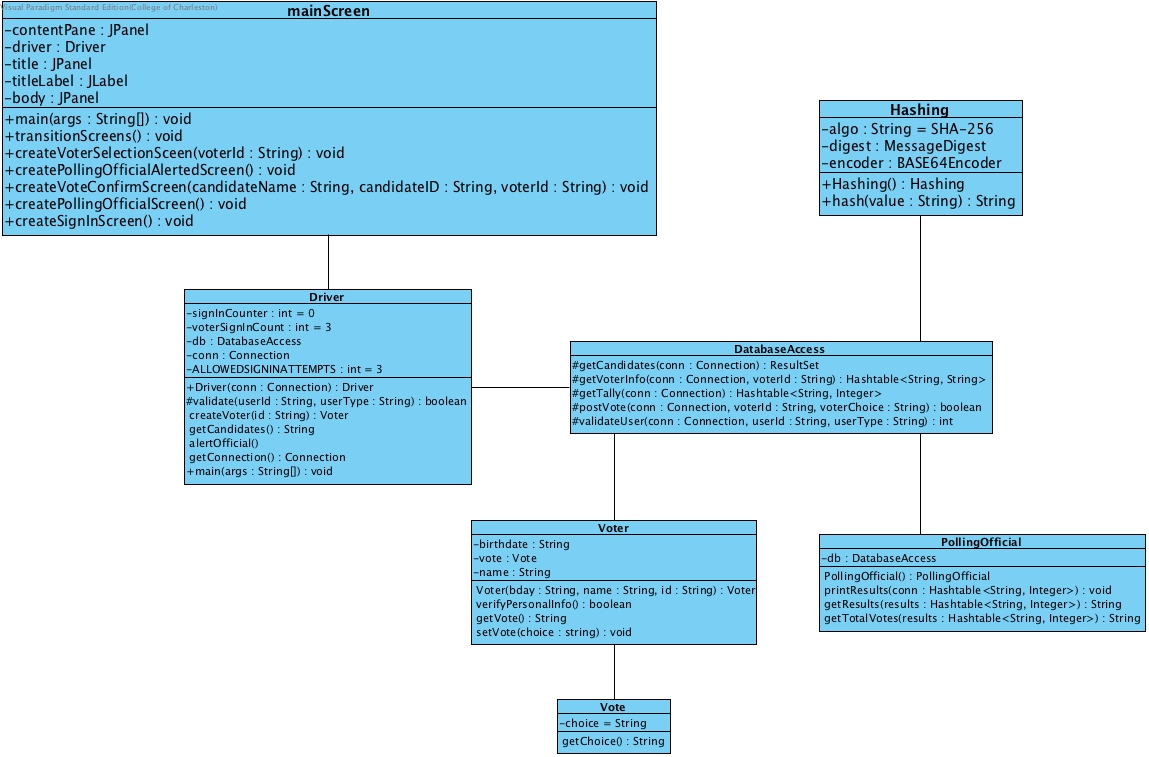 Visual Paradigm Standard Edition(College of Charleston)
mainScreen
-contentPane : JPanel
-driver : Driver
-title : JPanel
-titleLabel : JLabel
-body : JPanel
+main(args : String[]) : void
+transitionScreens() : void
+createVoterSelectionSceen(voterId : String) : void
+createPollingOfficialAlertedScreen() : void
+createVoteConfirmScreen(candidateName : String, candidateID : String, voterId : String) : void
+createPollingOfficialScreen() : void
+createSignInScreen() : void
Hashing
-algo : String = SHA-256
-digest : MessageDigest
-encoder : BASE64Encoder
+Hashing() : Hashing
+hash(value : String) : String
Driver
-signInCounter : int = 0
-voterSignInCount : int = 3
-db : DatabaseAccess
-conn : Connection
-ALLOWEDSIGNINATTEMPTS : int = 3
+Driver(conn : Connection) : Driver
#validate(userId : String, userType : String) : boolean
createVoter(id : String) : Voter
getCandidates() : String
alertOfficial()
getConnection() : Connection
+main(args : String[]) : void
DatabaseAccess
#getCandidates(conn : Connection) : ResultSet
#getVoterInfo(conn : Connection, voterId : String) : Hashtable<String, String>
#getTally(conn : Connection) : Hashtable<String, Integer>
#postVote(conn : Connection, voterId : String, voterChoice : String) : boolean
#validateUser(conn : Connection, userId : String, userType : String) : int
Voter
-birthdate : String
-vote : Vote
-name : String
Voter(bday : String, name : String, id : String) : Voter
verifyPersonalInfo() : boolean
getVote() : String
setVote(choice : string) : void
PollingOfficial
-db : DatabaseAccess
PollingOfficial() : PollingOfficial
printResults(conn : Hashtable<String, Integer>) : void
getResults(results : Hashtable<String, Integer>) : String
getTotalVotes(results : Hashtable<String, Integer>) : String
Vote
-choice = String
getChoice() : String